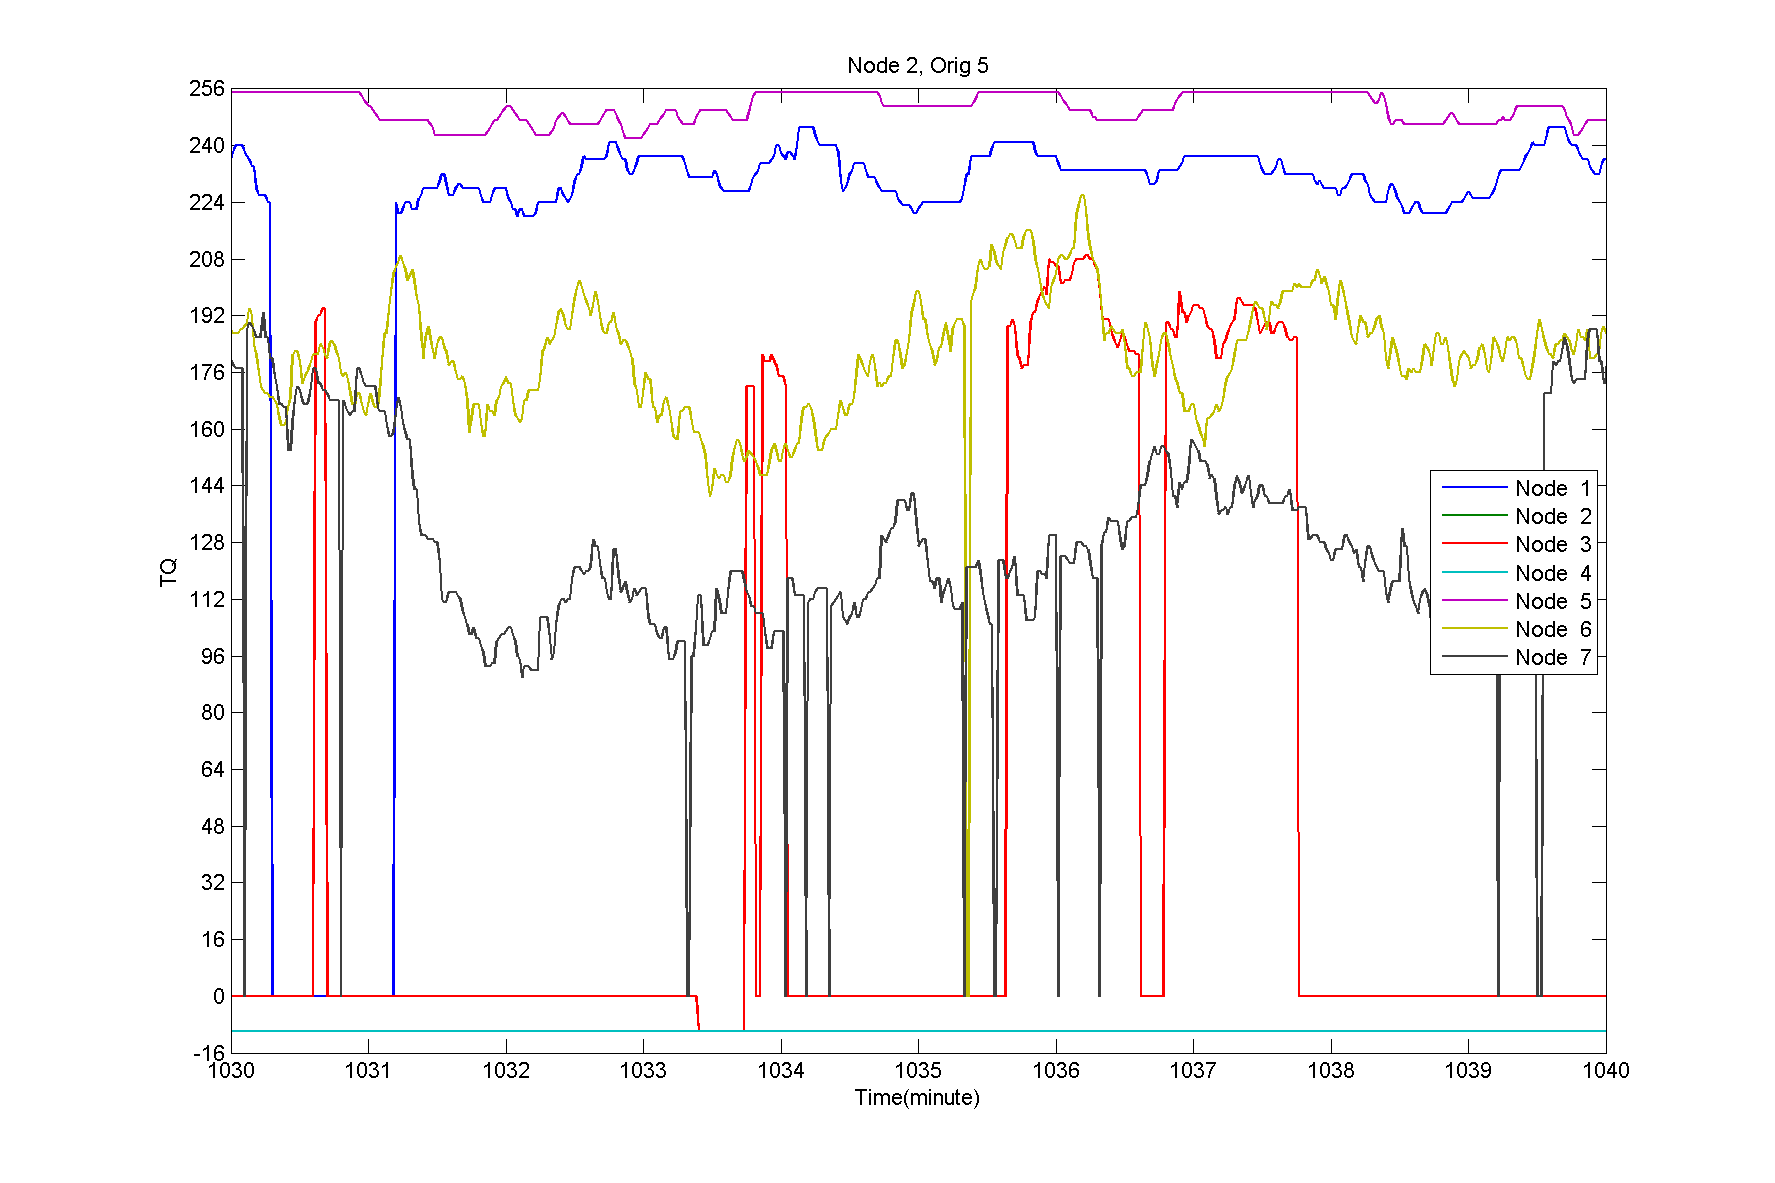 Node 2, Orig 5
256
240
224
208
192
176
160
144
128
112
96
80
64
48
32
16
0
-16
TQ
1030 1031 1032 1033 1034 1035 1036 1037 1038 1039 1040
Time(minute)
Node 1
Node 2
Node 3
Node 4
Node 5
Node 6
Node 7